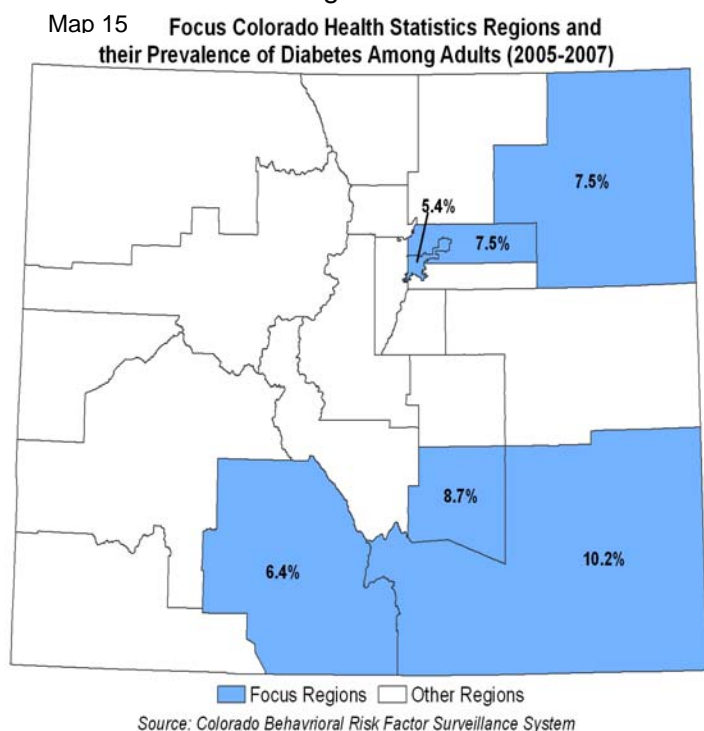 Map 15
Focus Colorado Health Statistics Regions and
their Prevalence of Diabetes Among Adults (2005-2007)
7.5%
5.4%
7.5%
8.7%
10.2%
6.4%
Focus Regions
Other Regions
Source: Colorado Behavrioral Risk Factor Surveillance System